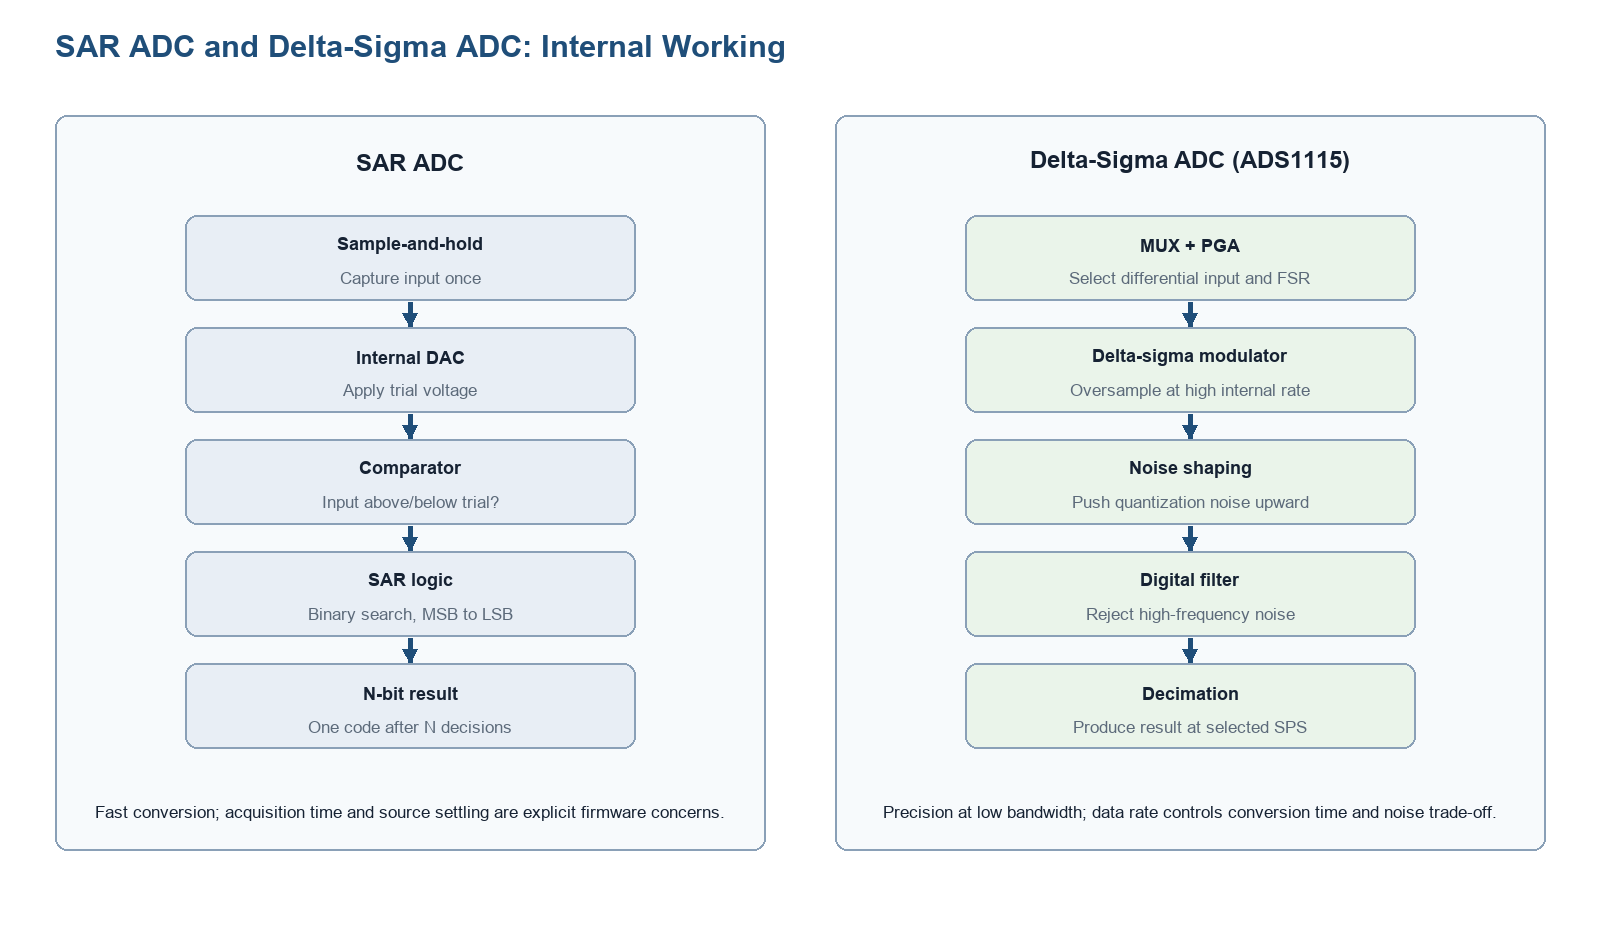 SAR ADC and Delta-Sigma ADC: Internal Working
SAR ADC
Sample-and-hold
Capture input once
Internal DAC
Apply trial voltage
Comparator
Input above/below trial?
SAR logic
Binary search, MSB to LSB
N-bit result
One code after N decisions
Fast conversion; acquisition time and source settling are explicit firmware concerns.
Delta-Sigma ADC (ADS1115)
MUX + PGA
Select differential input and FSR
Delta-sigma modulator
Oversample at high internal rate
Noise shaping
Push quantization noise upward
Digital filter
Reject high-frequency noise
Decimation
Produce result at selected SPS
Precision at low bandwidth; data rate controls conversion time and noise trade-off.